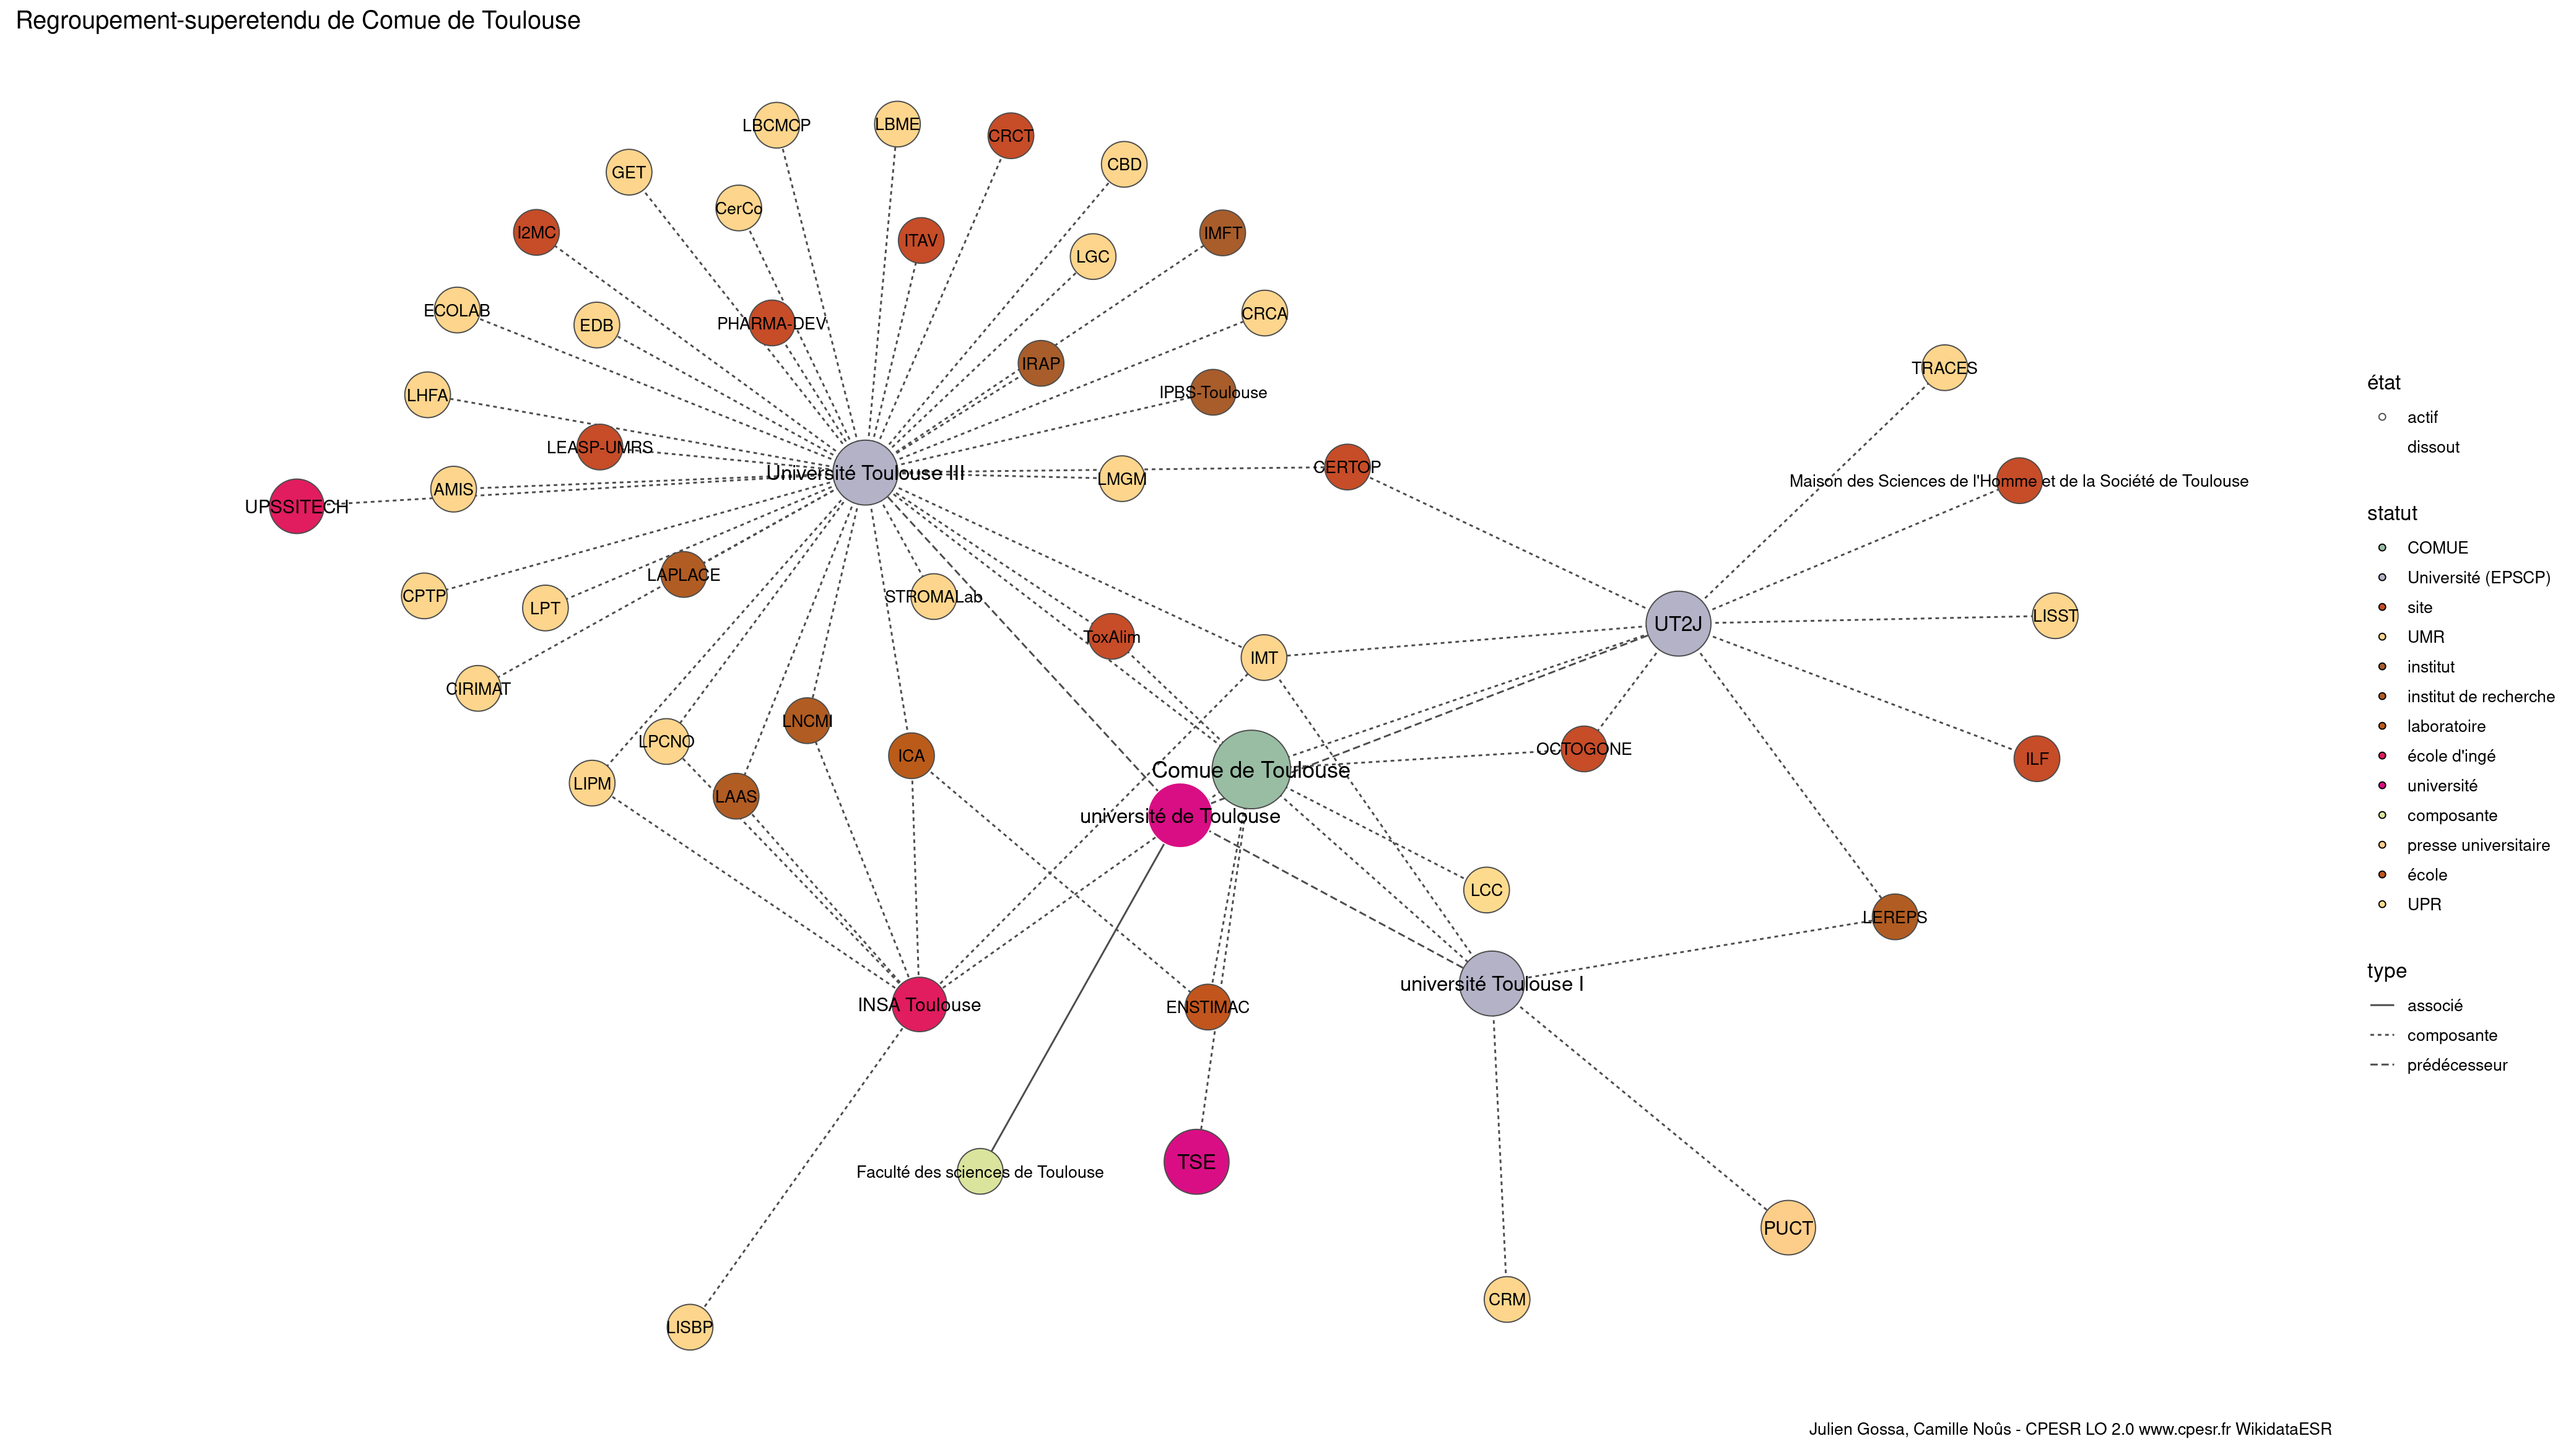 Regroupement-superetendu de Comue de Toulouse
LBCMCP
LBME
CRCT
CBD
GET
CerCo
I2MC
ITAV
IMFT
LGC
ECOLAB
EDB
PHARMA-DEV
CRCA
IRAP
TRACES
LHFA
IPBS-Toulouse
LEASP-UMRS
CERTOP
Université Toulouse III
LMGM
Maison des Sciences de l'Homme et de la Société de Toulouse
AMIS
UPSSITECH
LAPLACE
CPTP
STROMALab
LPT
LISST
UT2J
ToxAlim
IMT
CIRIMAT
LNCMI
LPCNO
ICA
OCTOGONE
ILF
Comue de Toulouse
LIPM
LAAS
université de Toulouse
LCC
LEREPS
université Toulouse I
INSA Toulouse
ENSTIMAC
TSE
Faculté des sciences de Toulouse
PUCT
CRM
LISBP
état
actif
dissout
statut
COMUE
Université (EPSCP)
site
UMR
institut
institut de recherche
laboratoire
école d'ingé
université
composante
presse universitaire
école
UPR
type
associé
composante
prédécesseur
Julien Gossa, Camille Noûs - CPESR LO 2.0 www.cpesr.fr WikidataESR